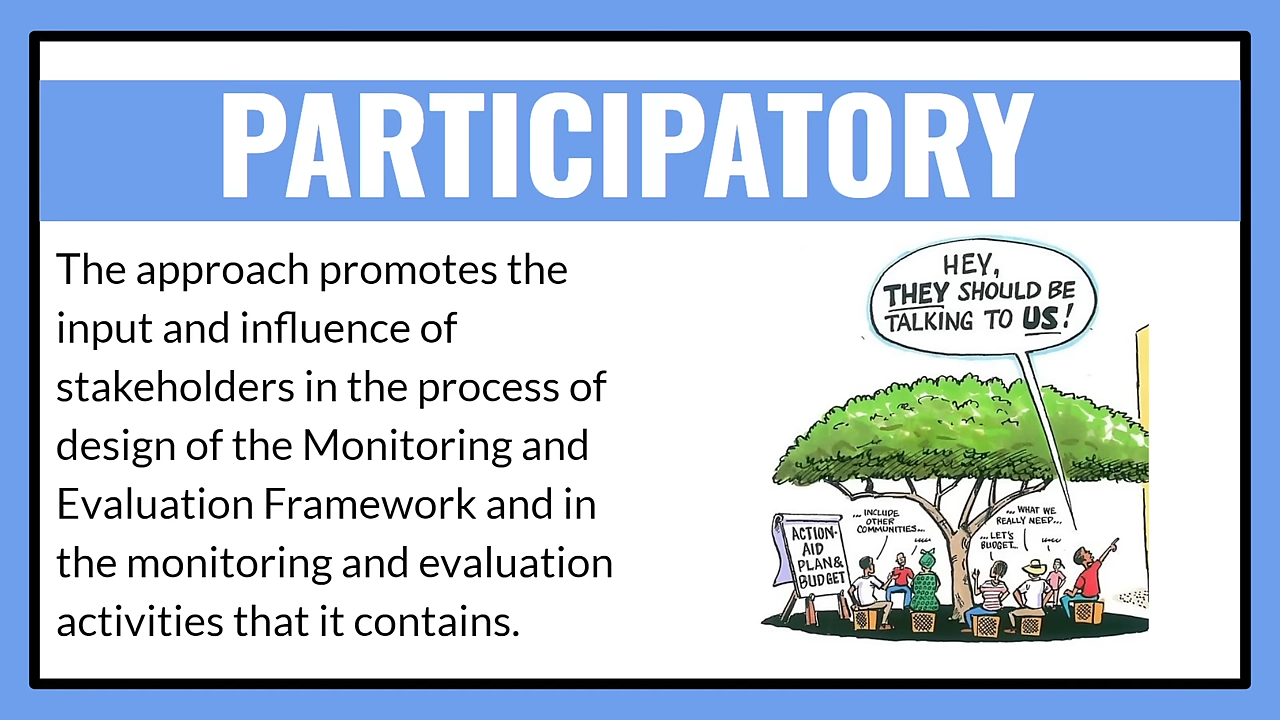 PARTICIPATORY
The approach promotes the
input and influence of
stakeholders in the process of
design of the Monitoring and
Evaluation Framework and in
the monitoring and evaluation
activities that it contains.
HEY,
THEY SHOULD BE
TALKING TO US!
... INCLUDE
OTHER
COMMUNITIES...
... WHAT WE
REALLY NEED...
... LET'S
BUDGET...
ACTION-
AID
PLAN &
BUDGET